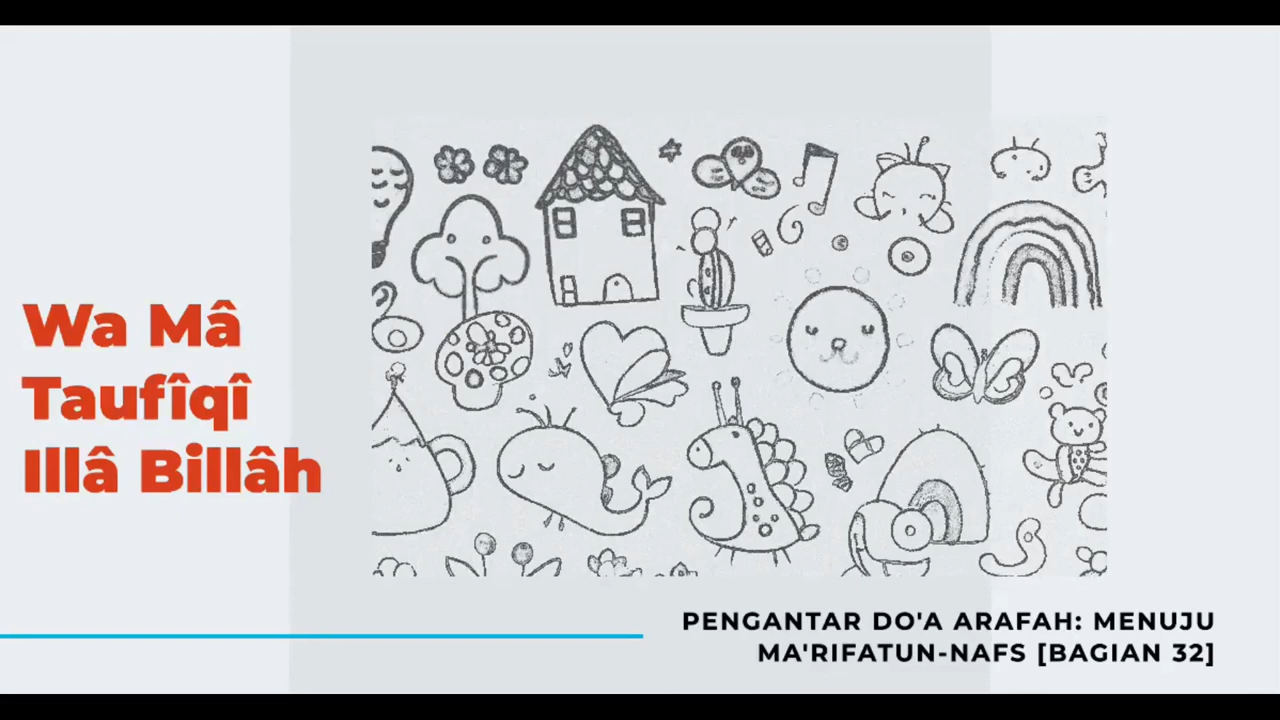 Wa Mâ
Taufîqî
Illâ Billâh
PENGANTAR DO'A ARAFAH: MENUJU
MA'RIFATUN-NAFS [BAGIAN 32]